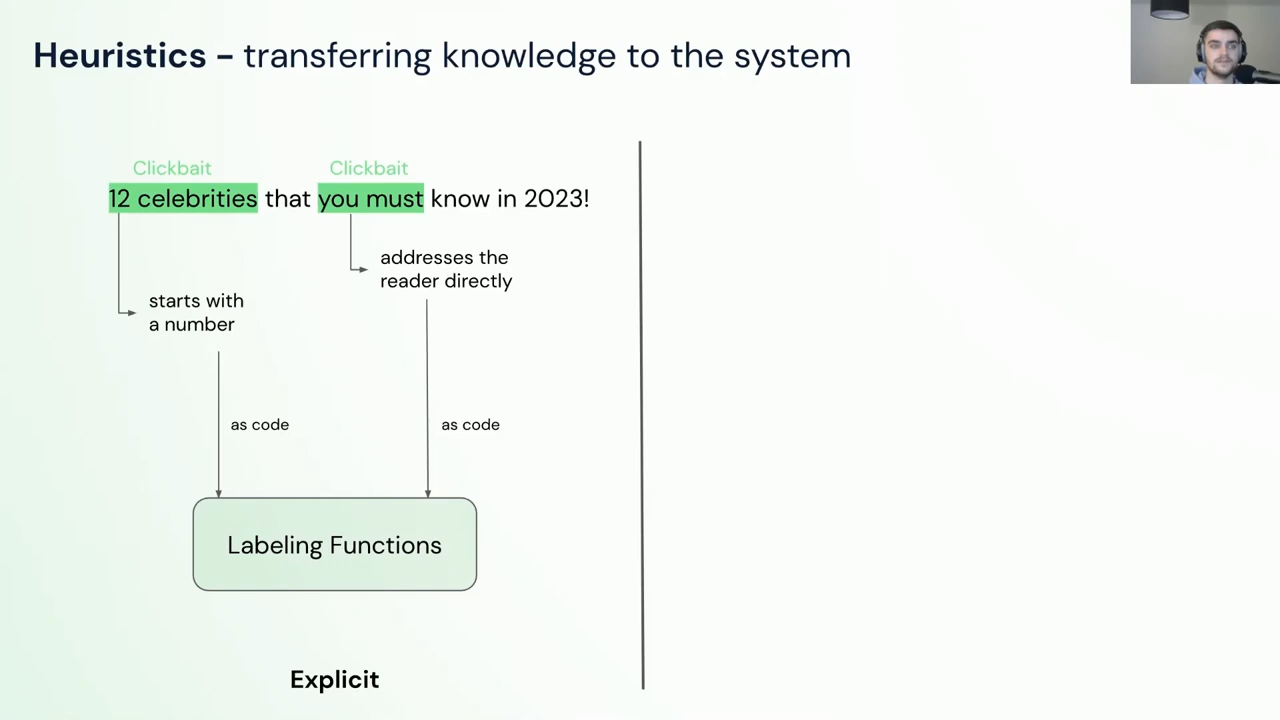 Heuristics – transferring knowledge to the system
Clickbait
Clickbait
12 celebrities that you must know in 2023!
addresses the
reader directly
starts with
a number
as code
as code
Labeling Functions
Explicit